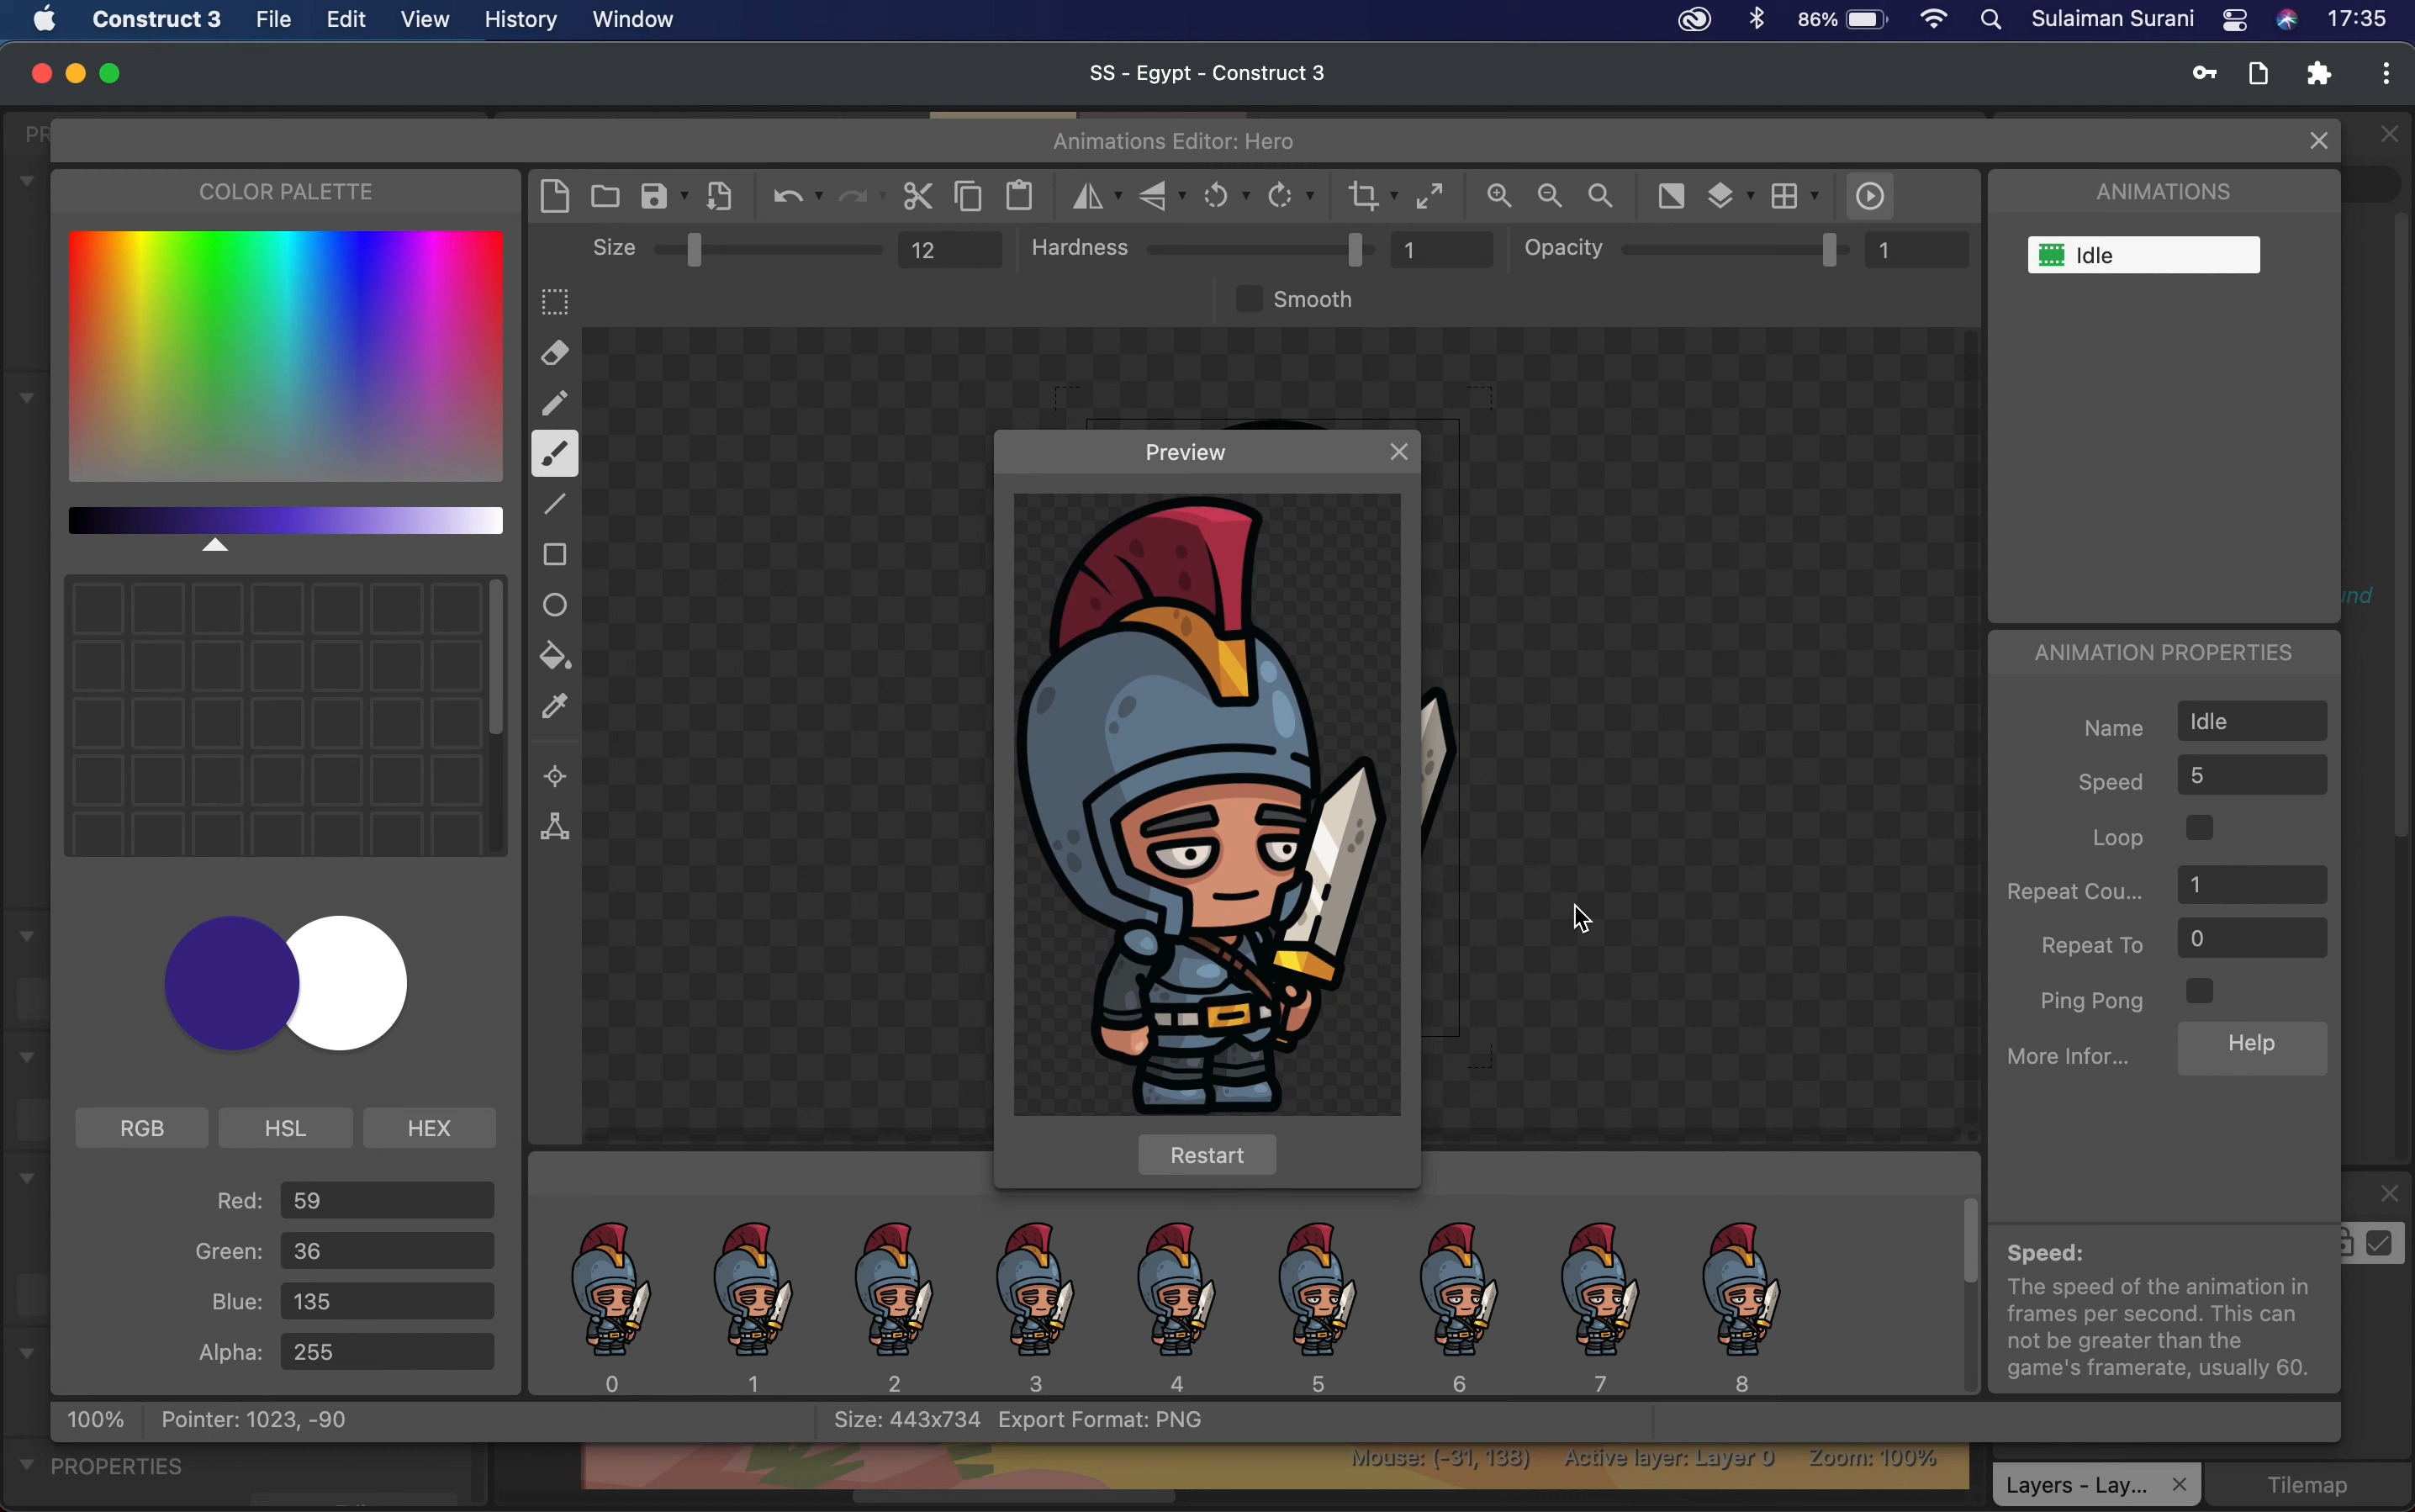 Construct 3 File Edit View History Window 86% Sulaiman Surani 17:35
SS - Egypt - Construct 3
PR
Animations Editor: Hero
COLOR PALETTE
ANIMATIONS
Size 12 Hardness 1 Opacity 1
Idle
Smooth
Preview
Restart
ANIMATION PROPERTIES
Name Idle
Speed 5
Loop
Repeat Cou... 1
Repeat To 0
Ping Pong
More Infor... Help
und
RGB HSL HEX
Red: 59
Green: 36
Blue: 135
Alpha: 255
0 1 2 3 4 5 6 7 8
Speed:
The speed of the animation in
frames per second. This can
not be greater than the
game's framerate, usually 60.
100% Pointer: 1023, -90 Size: 443x734 Export Format: PNG
PROPERTIES
Mouse: (-31, 138) Active layer: Layer 0 Zoom: 100%
Layers - Lay... Tilemap